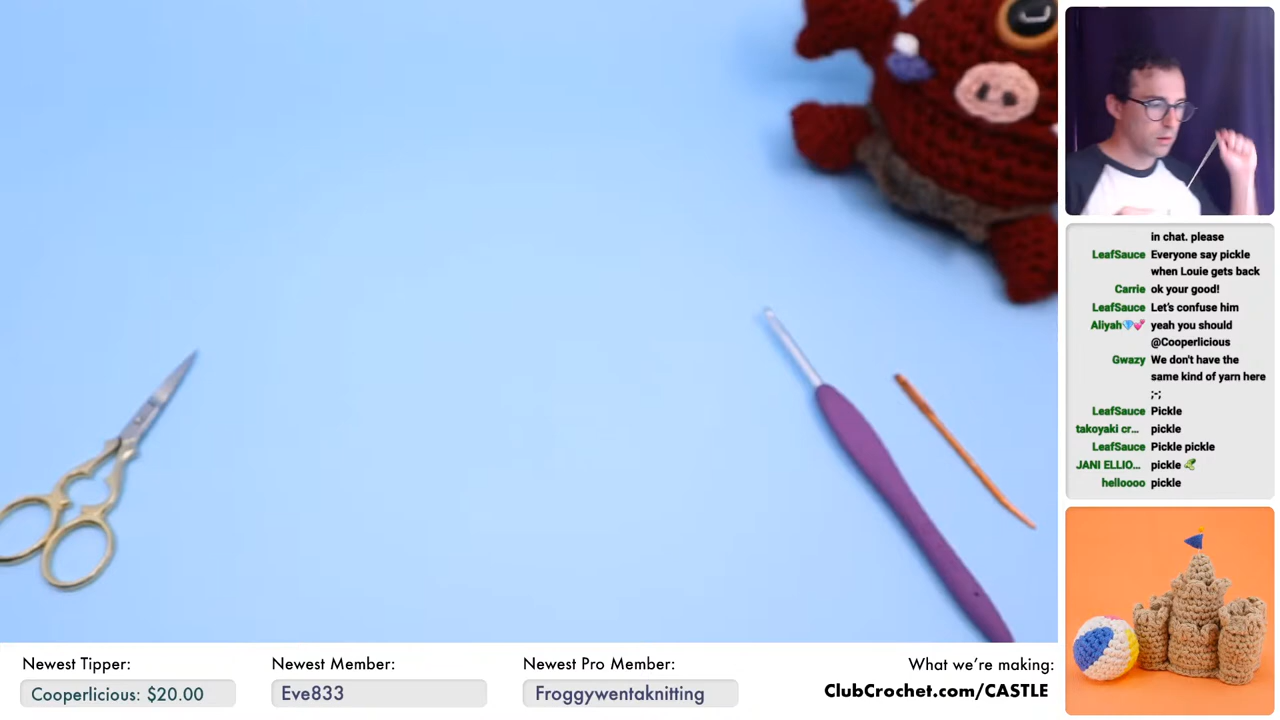 in chat. please
LeafSauce Everyone say pickle
when Louie gets back
Carrie ok your good!
LeafSauce Let's confuse him
Aliyah💎💕 yeah you should
@Cooperlicious
Gwazy We don't have the
same kind of yarn here
;-;
LeafSauce Pickle
takoyaki cr... pickle
LeafSauce Pickle pickle
JANI ELLIO... pickle 🥒
helloooo pickle
Newest Tipper:
Cooperlicious: $20.00
Newest Member:
Eve833
Newest Pro Member:
Froggywentaknitting
What we're making:
ClubCrochet.com/CASTLE